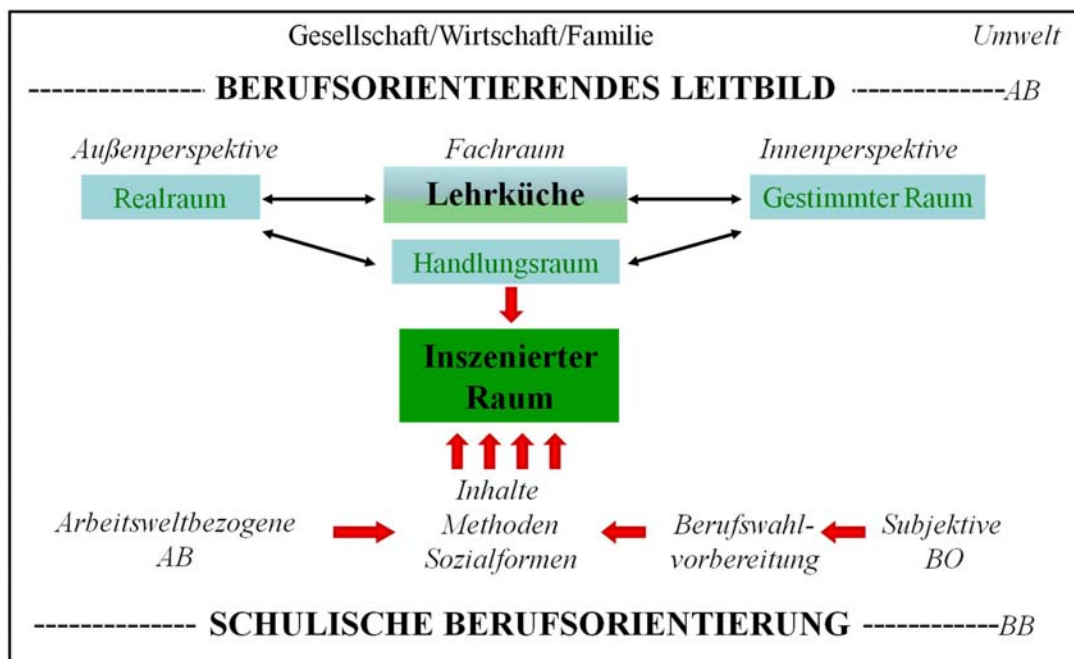 Gesellschaft/Wirtschaft/Familie Umwelt
BERUFSORIENTIERENDES LEITBILD AB
Außenperspektive Fachraum Innenperspektive
Realraum Lehrküche Gestimmter Raum
Handlungsraum
Inszenierter
Raum
Inhalte
Arbeitsweltbezogene Methoden Berufswahl- Subjektive
AB Sozialformen vorbereitung BO
SCHULISCHE BERUFSORIENTIERUNG BB